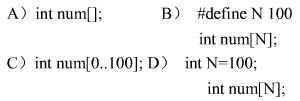 A）int num[]; B） #define N 100
int num[N];
C）int num[0..100]; D） int N=100;
int num[N];